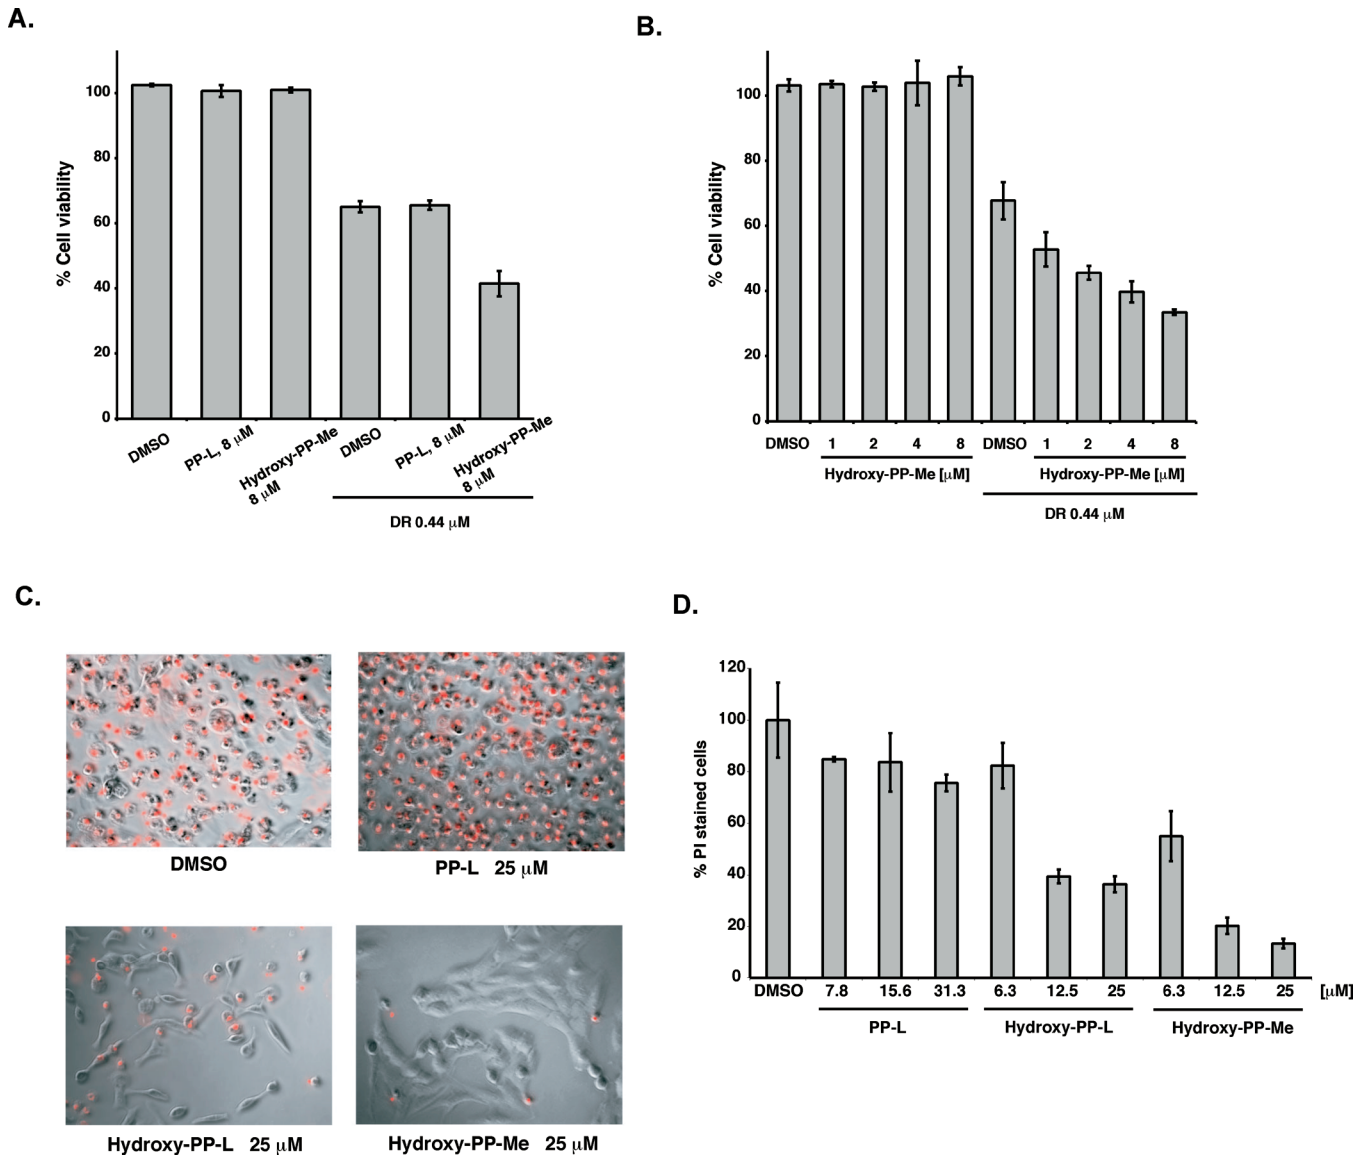 A.
% Cell viability
100
80
60
40
20
0
DMSO
PP-L, 8 μM
Hydroxy-PP-Me
8 μM
DMSO
PP-L, 8 μM
Hydroxy-PP-Me
8 μM
DR 0.44 μM
B.
% Cell viability
100
80
60
40
20
0
DMSO 1 2 4 8 DMSO 1 2 4 8
Hydroxy-PP-Me [μM] Hydroxy-PP-Me [μM]
DR 0.44 μM
C.
DMSO
PP-L 25 μM
Hydroxy-PP-L 25 μM
Hydroxy-PP-Me 25 μM
D.
% PI stained cells
120
100
80
60
40
20
0
DMSO 7.8 15.6 31.3 6.3 12.5 25 6.3 12.5 25 [μM]
PP-L Hydroxy-PP-L Hydroxy-PP-Me